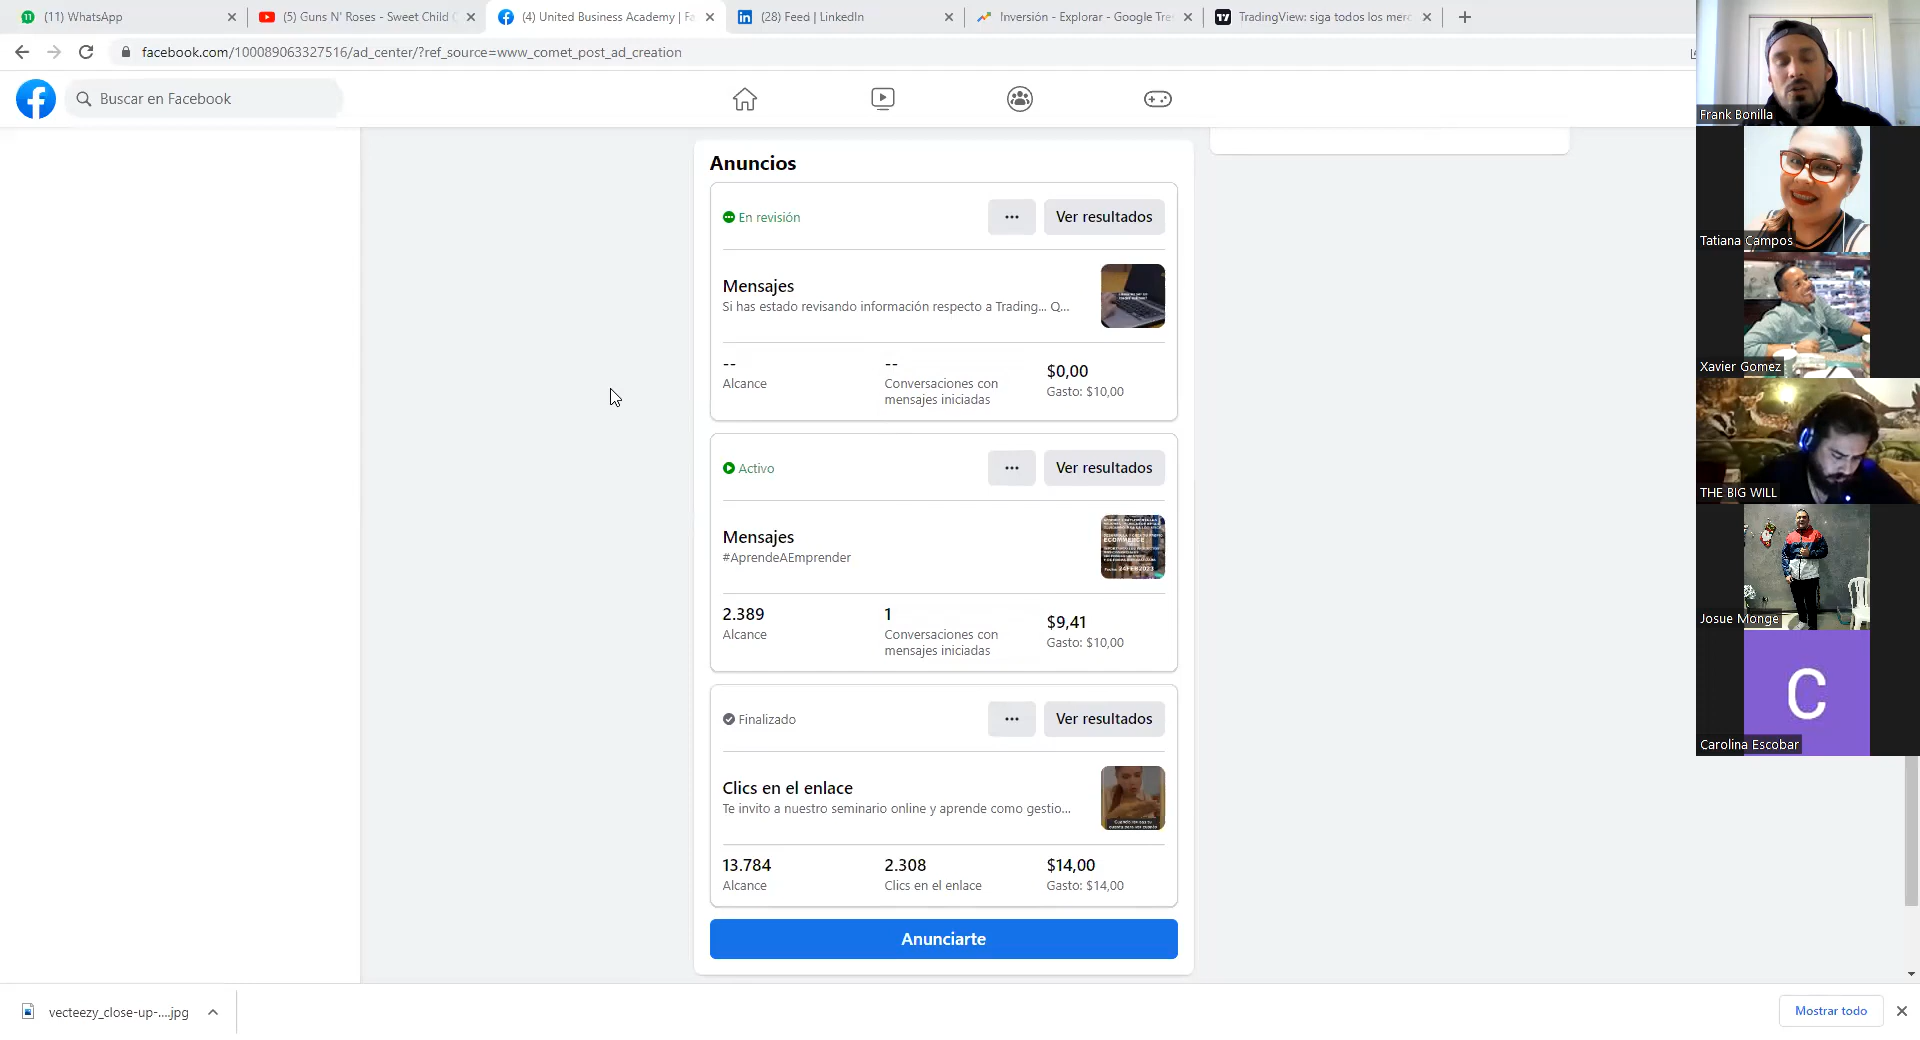 (11) WhatsApp
(5) Guns N' Roses - Sweet Child
(4) United Business Academy | Fa
(28) Feed | LinkedIn
Inversión - Explorar - Google Tre
TradingView: siga todos los merc
facebook.com/100089063327516/ad_center/?ref_source=www_comet_post_ad_creation
Buscar en Facebook
Anuncios
En revisión
Ver resultados
Mensajes
Si has estado revisando información respecto a Trading... Q...
--
--
$0,00
Alcance
Conversaciones con
mensajes iniciadas
Gasto: $10,00
Activo
Ver resultados
Mensajes
#AprendeAEmprender
ECOMMERCE
2.389
1
$9,41
Alcance
Conversaciones con
mensajes iniciadas
Gasto: $10,00
Finalizado
Ver resultados
Clics en el enlace
Te invito a nuestro seminario online y aprende como gestio...
13.784
2.308
$14,00
Alcance
Clics en el enlace
Gasto: $14,00
Anunciarte
vecteezy_close-up-....jpg
Mostrar todo
Frank Bonilla
Tatiana Campos
Xavier Gomez
THE BIG WILL
Josue Monge
C
Carolina Escobar